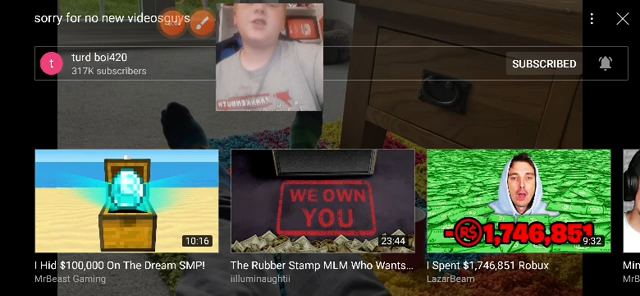 sorry for no new videosguys
t
turd boi420
317K subscribers
SUBSCRIBED
WE OWN
YOU
-RS1,746,851
10:16
23:44
9:32
I Hid $100,000 On The Dream SMP!
MrBeast Gaming
The Rubber Stamp MLM Who Wants...
iilluminaughtii
I Spent $1,746,851 Robux
LazarBeam
Min
MrB